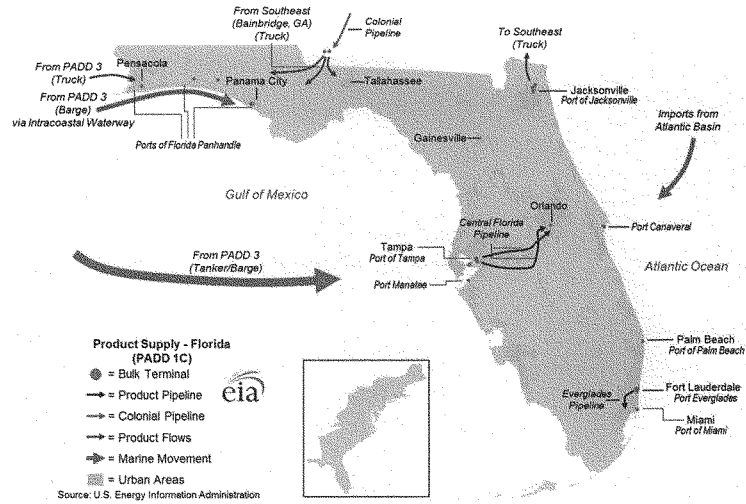 From Southeast
(Bainbridge, GA)
(Truck)
Colonial
Pipeline
To Southeast
(Truck)
From PADD 3
(Truck)
Pensacola
From PADD 3
(Barge)
via Intracoastal Waterway
Panama City
Tallahassee
Jacksonville
Port of Jacksonville
Ports of Florida Panhandle
Gainesville
Imports from
Atlantic Basin
Gulf of Mexico
Orlando
Central Florida
Pipeline
Port Canaveral
Tampa
Port of Tampa
From PADD 3
(Tanker/Barge)
Atlantic Ocean
Port Manatee
Product Supply - Florida
(PADD 1C)
= Bulk Terminal
= Product Pipeline
= Colonial Pipeline
= Product Flows
= Marine Movement
= Urban Areas
eia
Palm Beach
Port of Palm Beach
Everglades
Pipeline
Fort Lauderdale
Port Everglades
Miami
Port of Miami
Source: U.S. Energy Information Administration